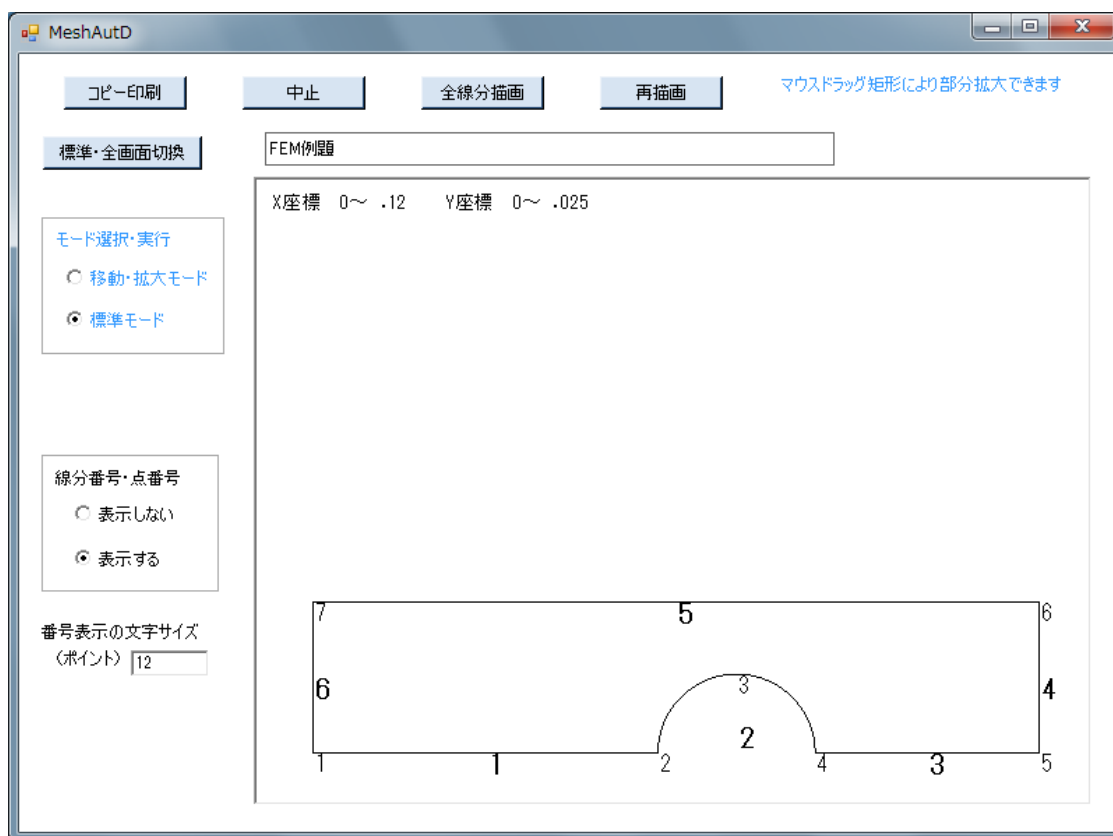 MeshAutD
コピー印刷
中止
全線分描画
再描画
マウスドラッグ矩形により部分拡大できます
標準・全画面切換
FEM例題
X座標 0～ .12 Y座標 0～ .025
モード選択・実行
移動・拡大モード
標準モード
線分番号・点番号
表示しない
表示する
番号表示の文字サイズ
（ポイント） 12
7
5
6
6
3
4
2
1
1
2
4
3
5